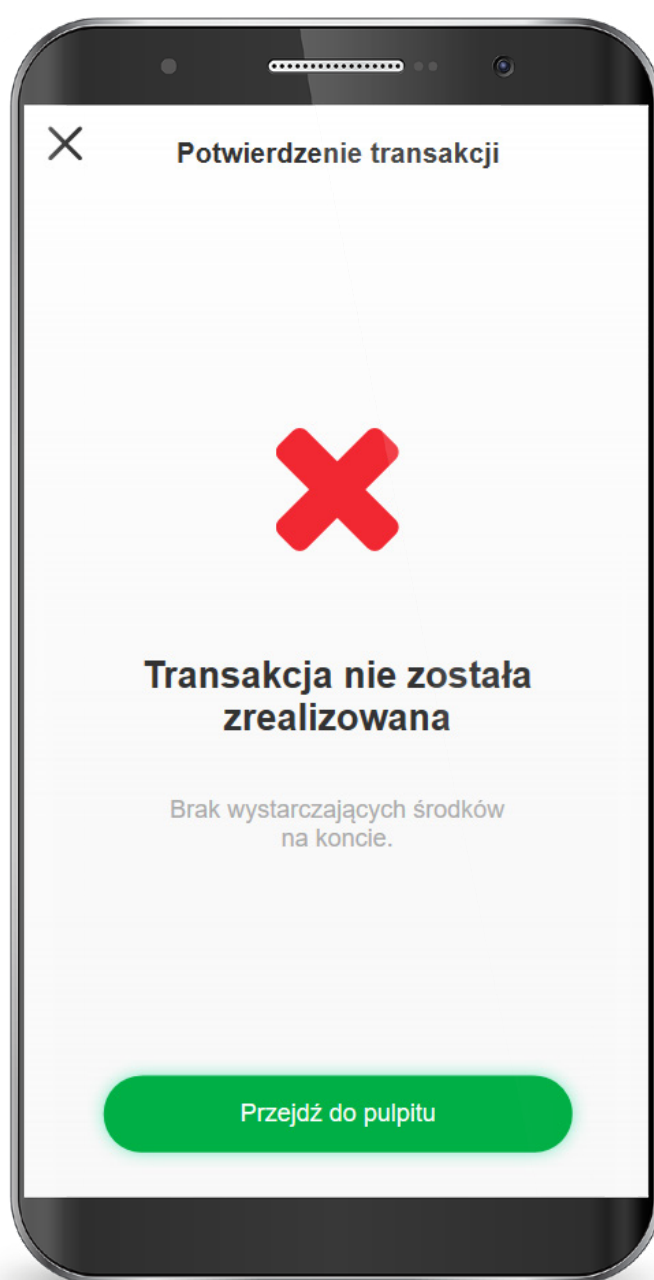 Potwierdzenie transakcji
Transakcja nie została
zrealizowana
Brak wystarczających środków
na koncie.
Przejdź do pulpitu